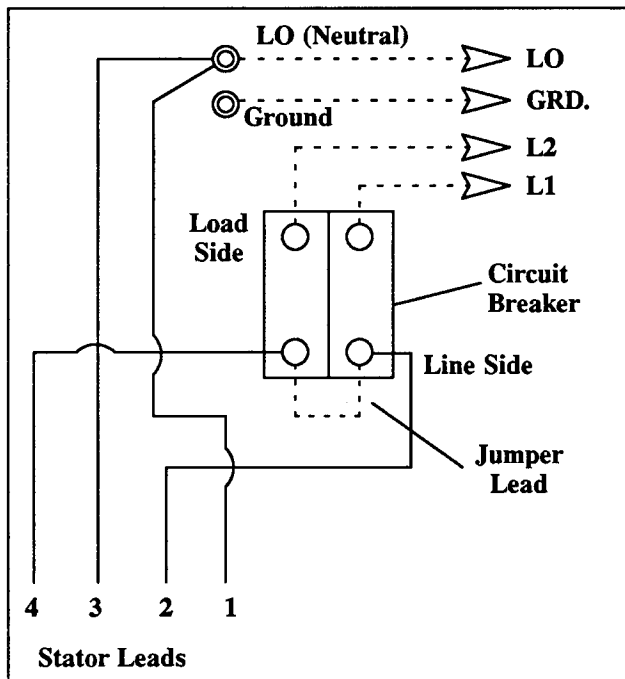 LO (Neutral)
LO
Ground
GRD.
L2
L1
Load
Side
Circuit
Breaker
Line Side
Jumper
Lead
4 3 2 1
Stator Leads